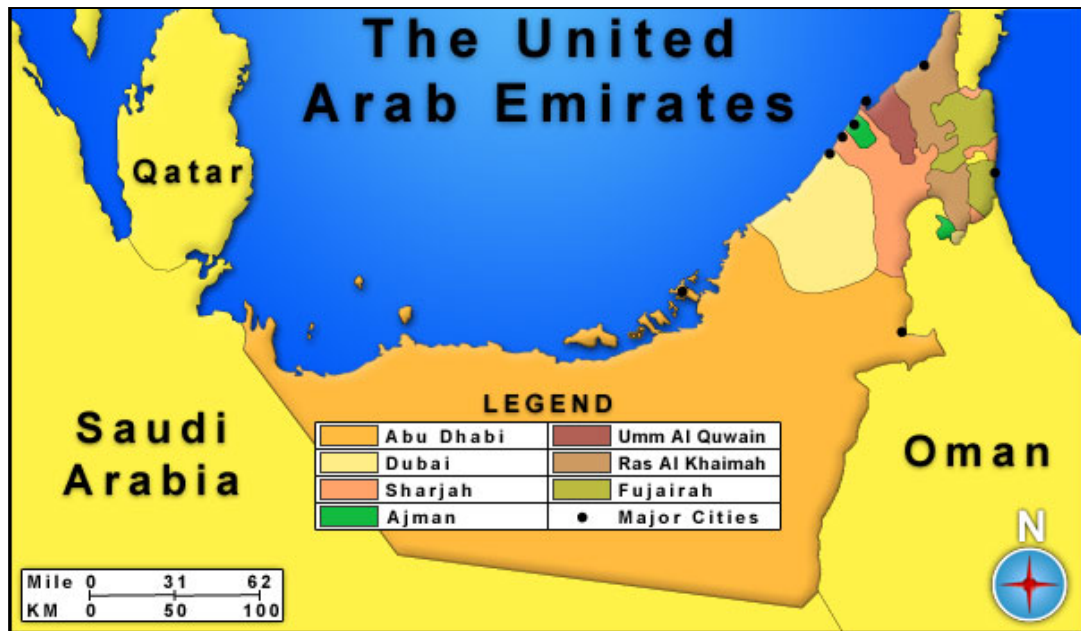 The United
Arab Emirates
Qatar
Saudi
Arabia
Oman
LEGEND
Abu Dhabi
Umm Al Quwain
Dubai
Ras Al Khaimah
Sharjah
Fujairah
Ajman
Major Cities
N
Mile 0 31 62
KM 0 50 100